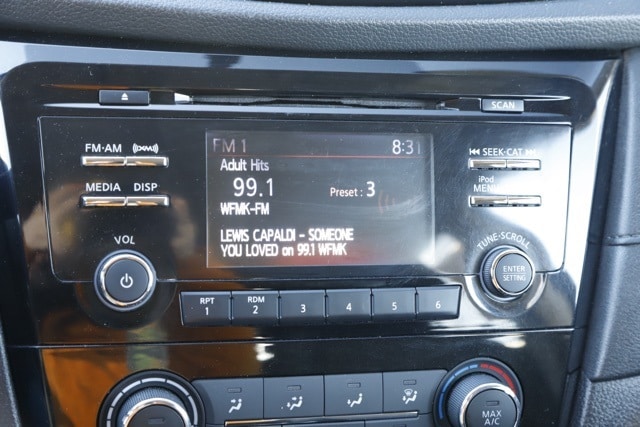 SCAN
FM·AM
FM 1 8:31
SEEK·CAT
Adult Hits
iPod
MEDIA DISP
99.1 Preset: 3
MENU
WFMK-FM
LEWIS CAPALDI - SOMEONE
YOU LOVED on 99.1 WFMK
VOL
TUNE·SCROLL
ENTER
SETTING
RPT RDM
1 2 3 4 5 6
MAX
A/C